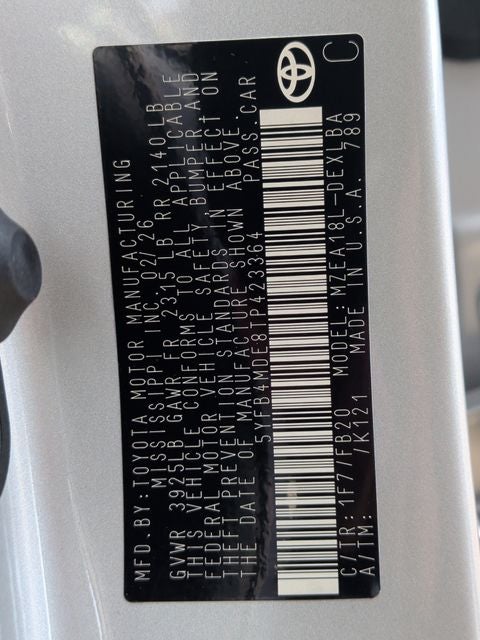 MFD. BY: TOYOTA MOTOR MANUFACTURING
MISSISSIPPI INC. 02/26
GVWR 3925LB GAWR FR 2315 LB RR 2140LB
THIS VEHICLE CONFORMS TO ALL APPLICABLE
FEDERAL MOTOR VEHICLE SAFETY, BUMPER, AND
THEFT PREVENTION STANDARDS IN EFFECT ON
THE DATE OF MANUFACTURE SHOWN ABOVE.
5YFB4MDE8TP423364 PASS. CAR
C/TR: 1F7/FB20 MODEL: MZEA18L-DEXLBA
A/TM: /K121 MADE IN U.S.A. 789
C